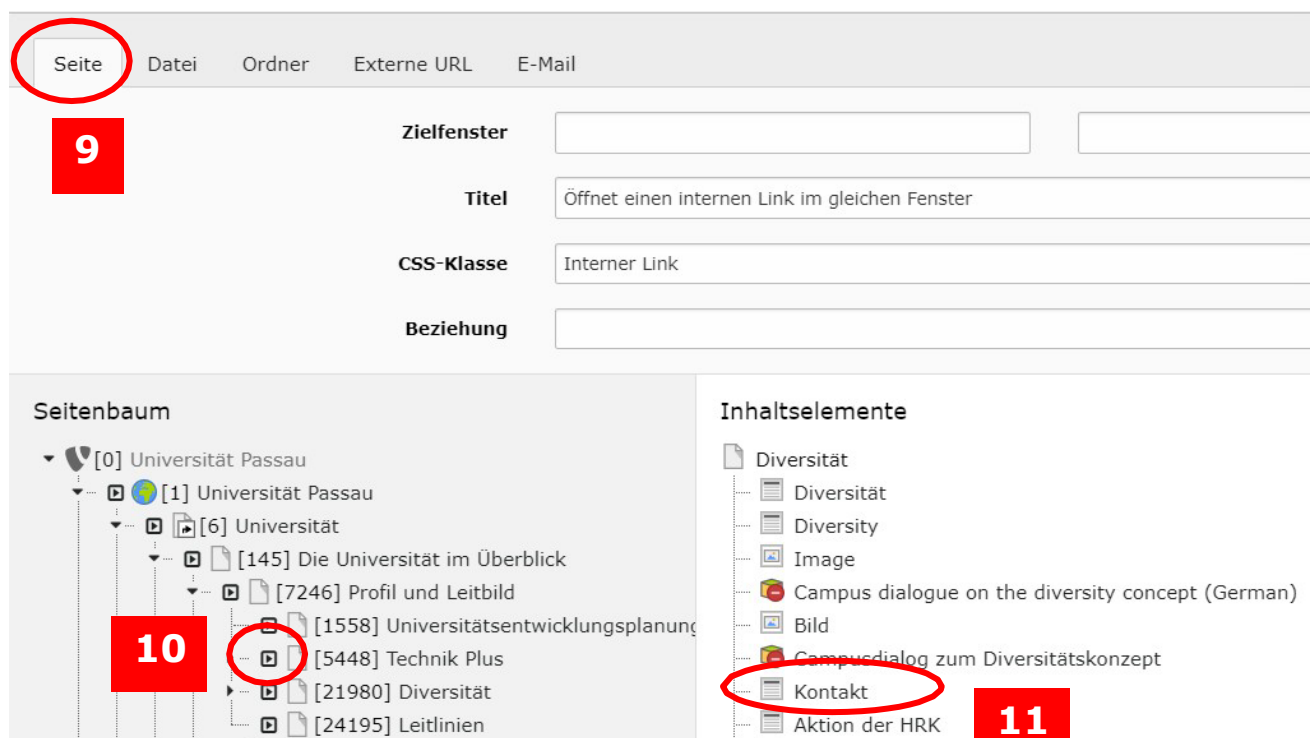 Seite Datei Ordner Externe URL E-Mail
9
Zielfenster
Titel Öffnet einen internen Link im gleichen Fenster
CSS-Klasse Interner Link
Beziehung
Seitenbaum
[0] Universität Passau
[1] Universität Passau
[6] Universität
[145] Die Universität im Überblick
[7246] Profil und Leitbild
[1558] Universitätsentwicklungsplanung
10
[5448] Technik Plus
[21980] Diversität
[24195] Leitlinien
Inhaltselemente
Diversität
Diversität
Diversity
Image
Campus dialogue on the diversity concept (German)
Bild
Campusdialog zum Diversitätskonzept
Kontakt
11
Aktion der HRK